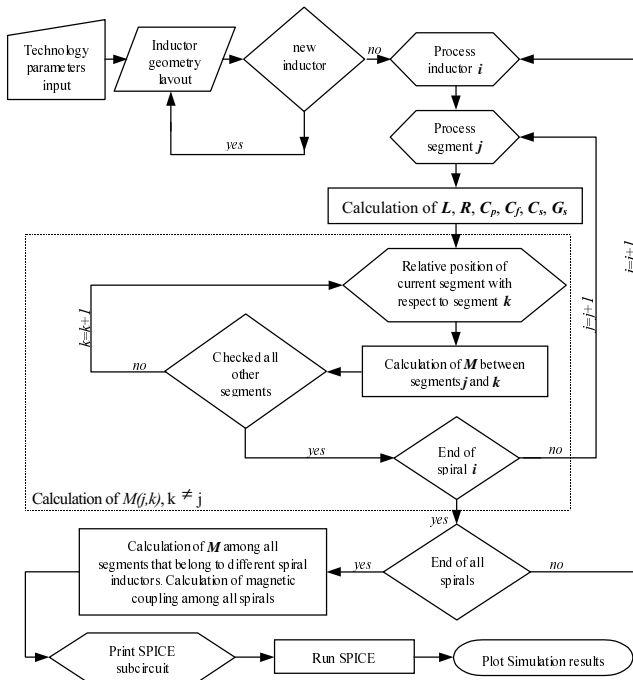 Technology
parameters
input
Inductor
geometry
layout
new
inductor
no
Process
inductor i
yes
Process
segment j
Calculation of L, R, Cp, Cf, Cs, Gs
Relative position of
current segment with
respect to segment k
i=i+1
j=j+1
k=k+1
Checked all
other
segments
no
Calculation of M between
segments j and k
yes
End of
spiral i
no
Calculation of M(j,k), k ≠ j
yes
Calculation of M among all
segments that belong to different spiral
inductors. Calculation of magnetic
coupling among all spirals
yes
End of all
spirals
no
Print SPICE
subcircuit
Run SPICE
Plot Simulation results